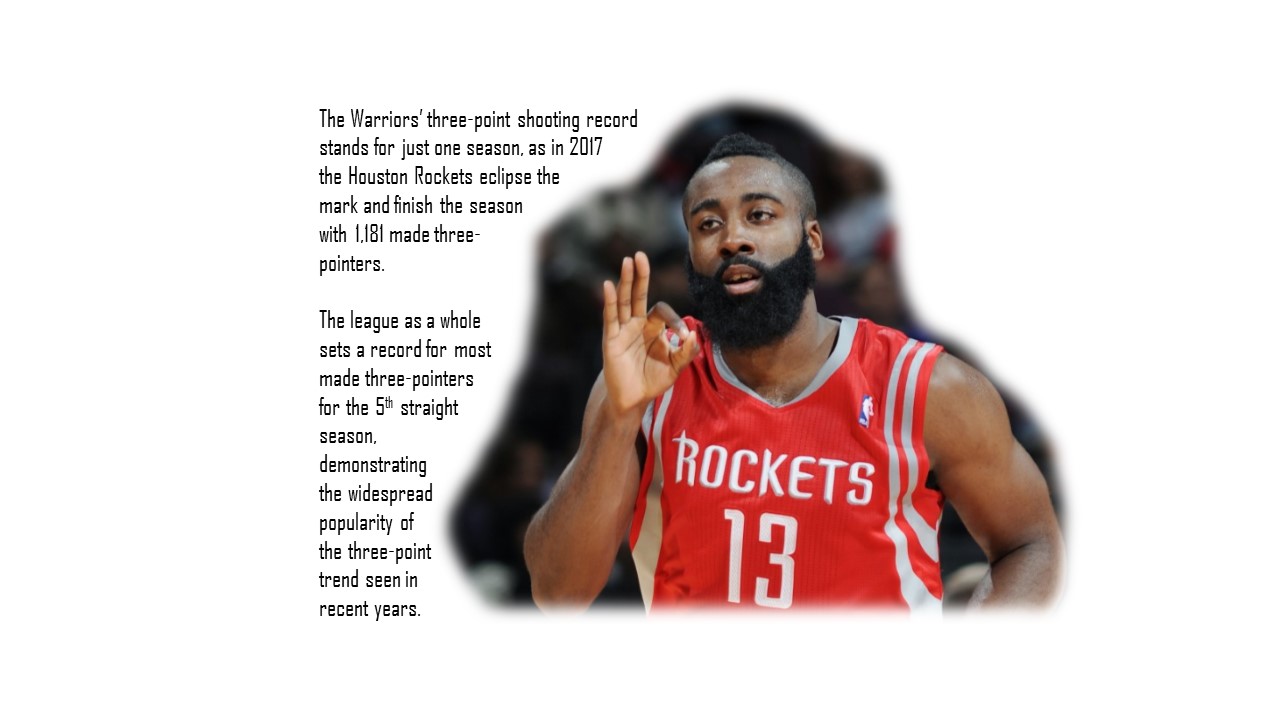 The Warriors’ three-point shooting record
stands for just one season, as in 2017
the Houston Rockets eclipse the
mark and finish the season
with 1,181 made three-
pointers.
The league as a whole
sets a record for most
made three-pointers
for the 5th straight
season,
demonstrating
the widespread
popularity of
the three-point
trend seen in
recent years.
ROCKETS
13